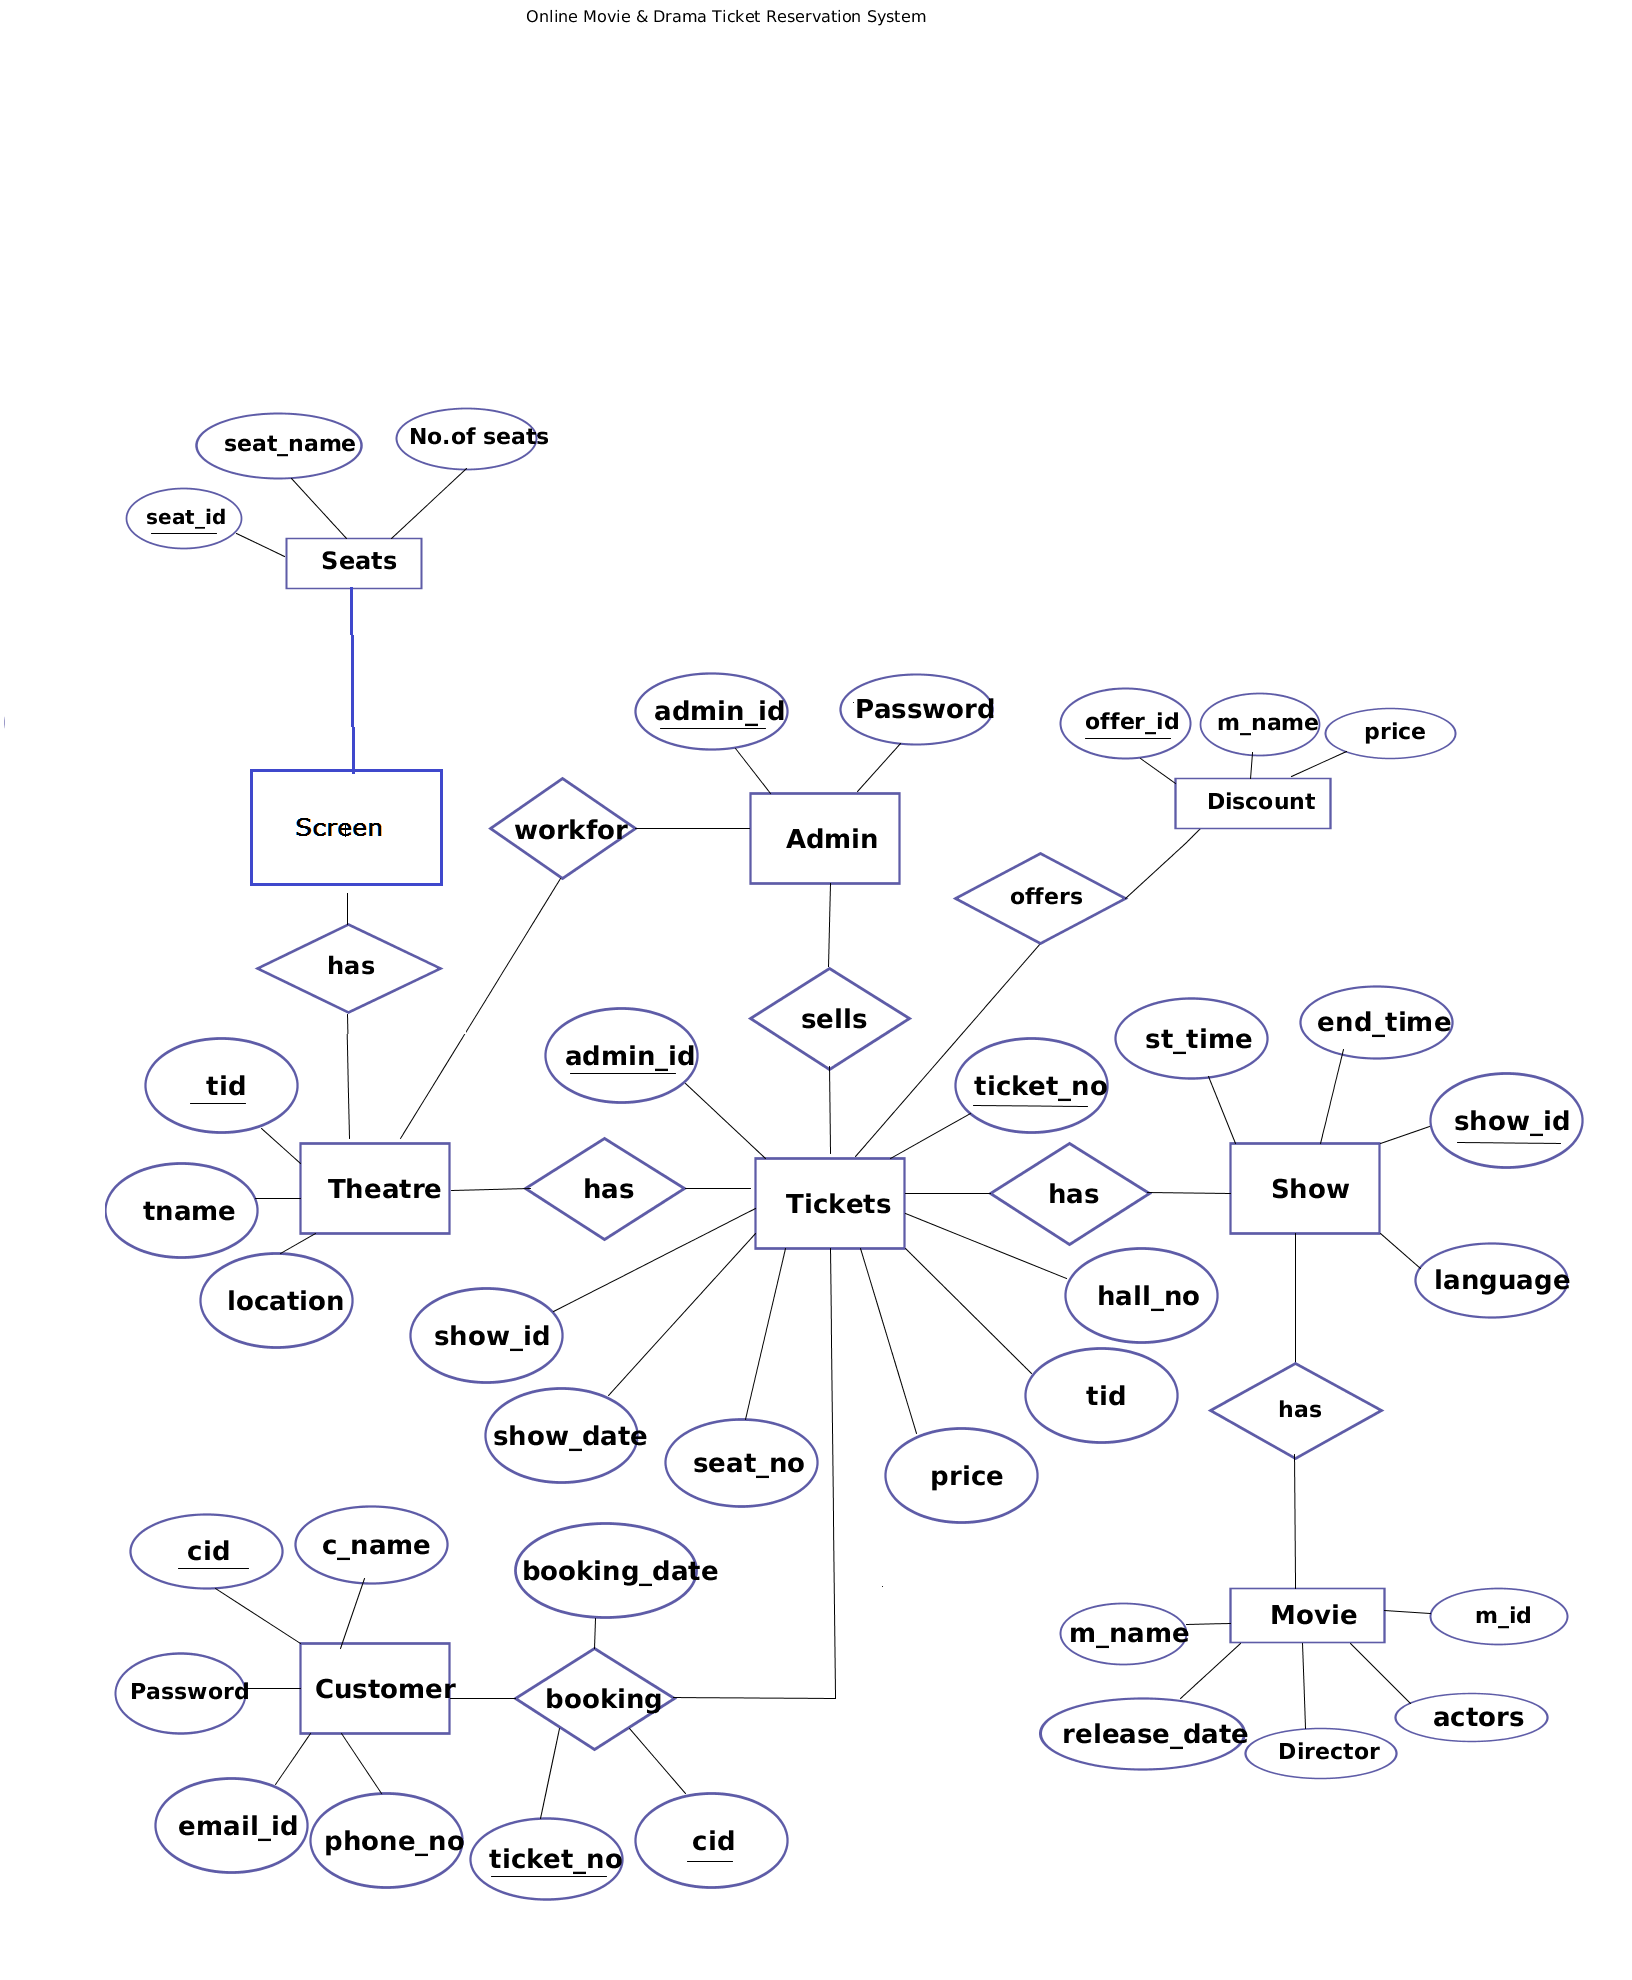 Online Movie & Drama Ticket Reservation System
seat_name
No.of seats
seat_id
Seats
admin_id
Password
offer_id
m_name
price
Discount
Screen
workfor
Admin
offers
has
sells
st_time
end_time
admin_id
tid
ticket_no
show_id
Theatre
has
Tickets
has
Show
tname
location
hall_no
language
show_id
tid
has
show_date
seat_no
price
cid
c_name
booking_date
Movie
m_id
m_name
Password
Customer
booking
release_date
Director
actors
email_id
phone_no
ticket_no
cid